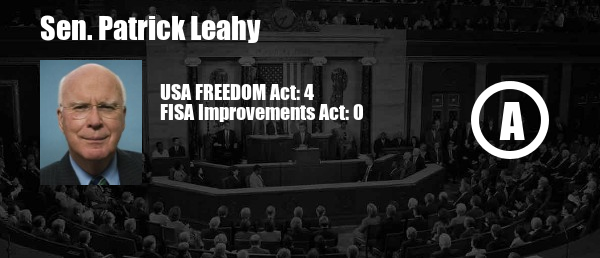 Sen. Patrick Leahy
USA FREEDOM Act: 4
FISA Improvements Act: 0
A